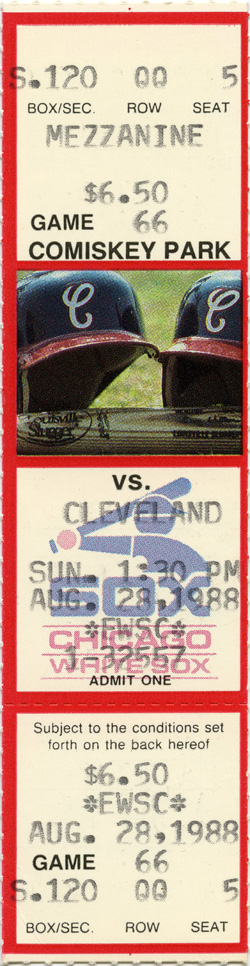 S.120 00 5
BOX/SEC. ROW SEAT
MEZZANINE
$6.50
GAME 66
COMISKEY PARK
C C
Louisville
Slugger
VS.
CLEVELAND
SUN. 1:30 PM
AUG. 28,1988
SOX
*EWSC*
CHICAGO
WHITE SOX
ADMIT ONE
Subject to the conditions set
forth on the back hereof
$6.50
*EWSC*
AUG. 28,1988
GAME 66
S.120 00 5
BOX/SEC. ROW SEAT